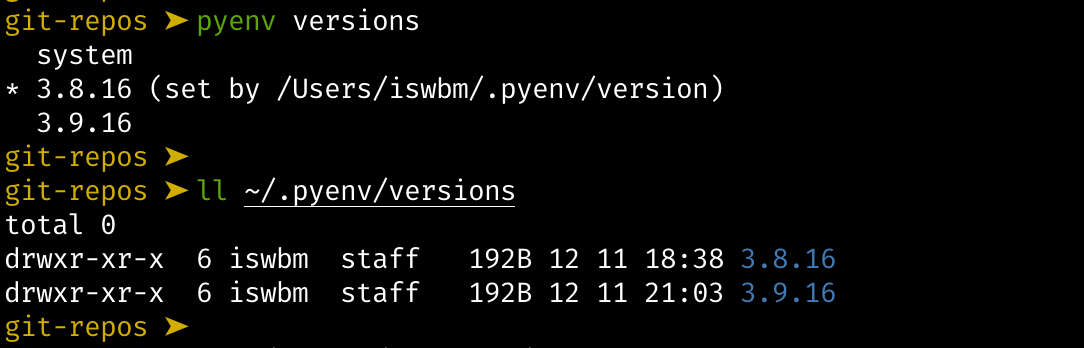 git-repos ➤ pyenv versions
  system
* 3.8.16 (set by /Users/iswbm/.pyenv/version)
  3.9.16
git-repos ➤
git-repos ➤ ll ~/.pyenv/versions
total 0
drwxr-xr-x  6 iswbm  staff   192B 12 11 18:38 3.8.16
drwxr-xr-x  6 iswbm  staff   192B 12 11 21:03 3.9.16
git-repos ➤